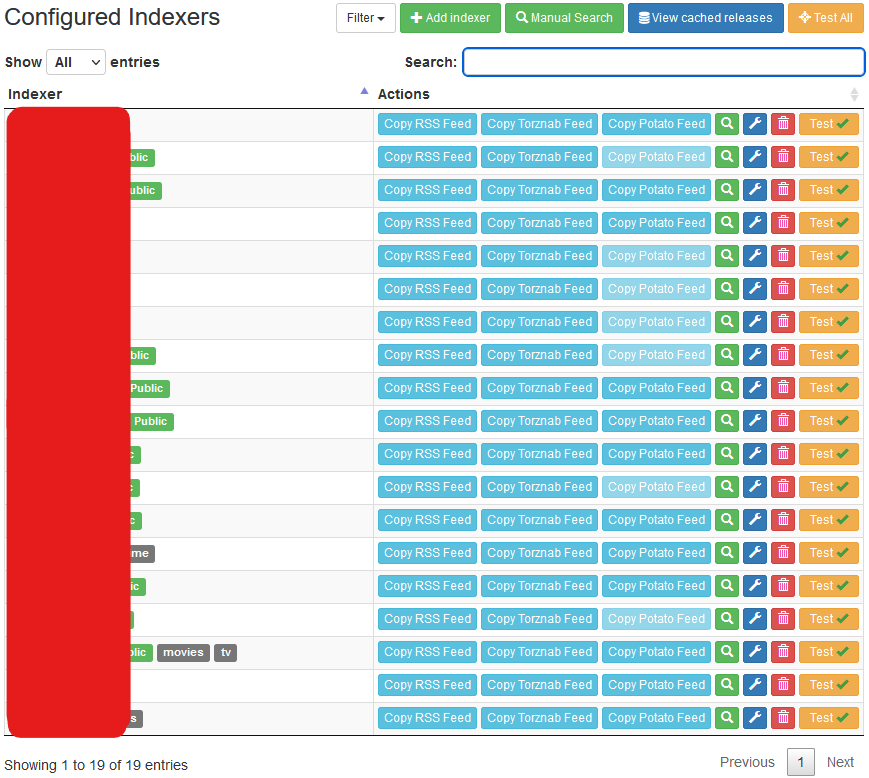 Configured Indexers Filter Add indexer Manual Search View cached releases Test All
Show All entries Search:
Indexer Actions
Copy RSS Feed Copy Torznab Feed Copy Potato Feed Test
blic Copy RSS Feed Copy Torznab Feed Copy Potato Feed Test
ublic Copy RSS Feed Copy Torznab Feed Copy Potato Feed Test
Copy RSS Feed Copy Torznab Feed Copy Potato Feed Test
Copy RSS Feed Copy Torznab Feed Copy Potato Feed Test
Copy RSS Feed Copy Torznab Feed Copy Potato Feed Test
Copy RSS Feed Copy Torznab Feed Copy Potato Feed Test
blic Copy RSS Feed Copy Torznab Feed Copy Potato Feed Test
Public Copy RSS Feed Copy Torznab Feed Copy Potato Feed Test
Public Copy RSS Feed Copy Torznab Feed Copy Potato Feed Test
c Copy RSS Feed Copy Torznab Feed Copy Potato Feed Test
c Copy RSS Feed Copy Torznab Feed Copy Potato Feed Test
c Copy RSS Feed Copy Torznab Feed Copy Potato Feed Test
me Copy RSS Feed Copy Torznab Feed Copy Potato Feed Test
ic Copy RSS Feed Copy Torznab Feed Copy Potato Feed Test
Copy RSS Feed Copy Torznab Feed Copy Potato Feed Test
blic movies tv Copy RSS Feed Copy Torznab Feed Copy Potato Feed Test
Copy RSS Feed Copy Torznab Feed Copy Potato Feed Test
s Copy RSS Feed Copy Torznab Feed Copy Potato Feed Test
Showing 1 to 19 of 19 entries Previous 1 Next